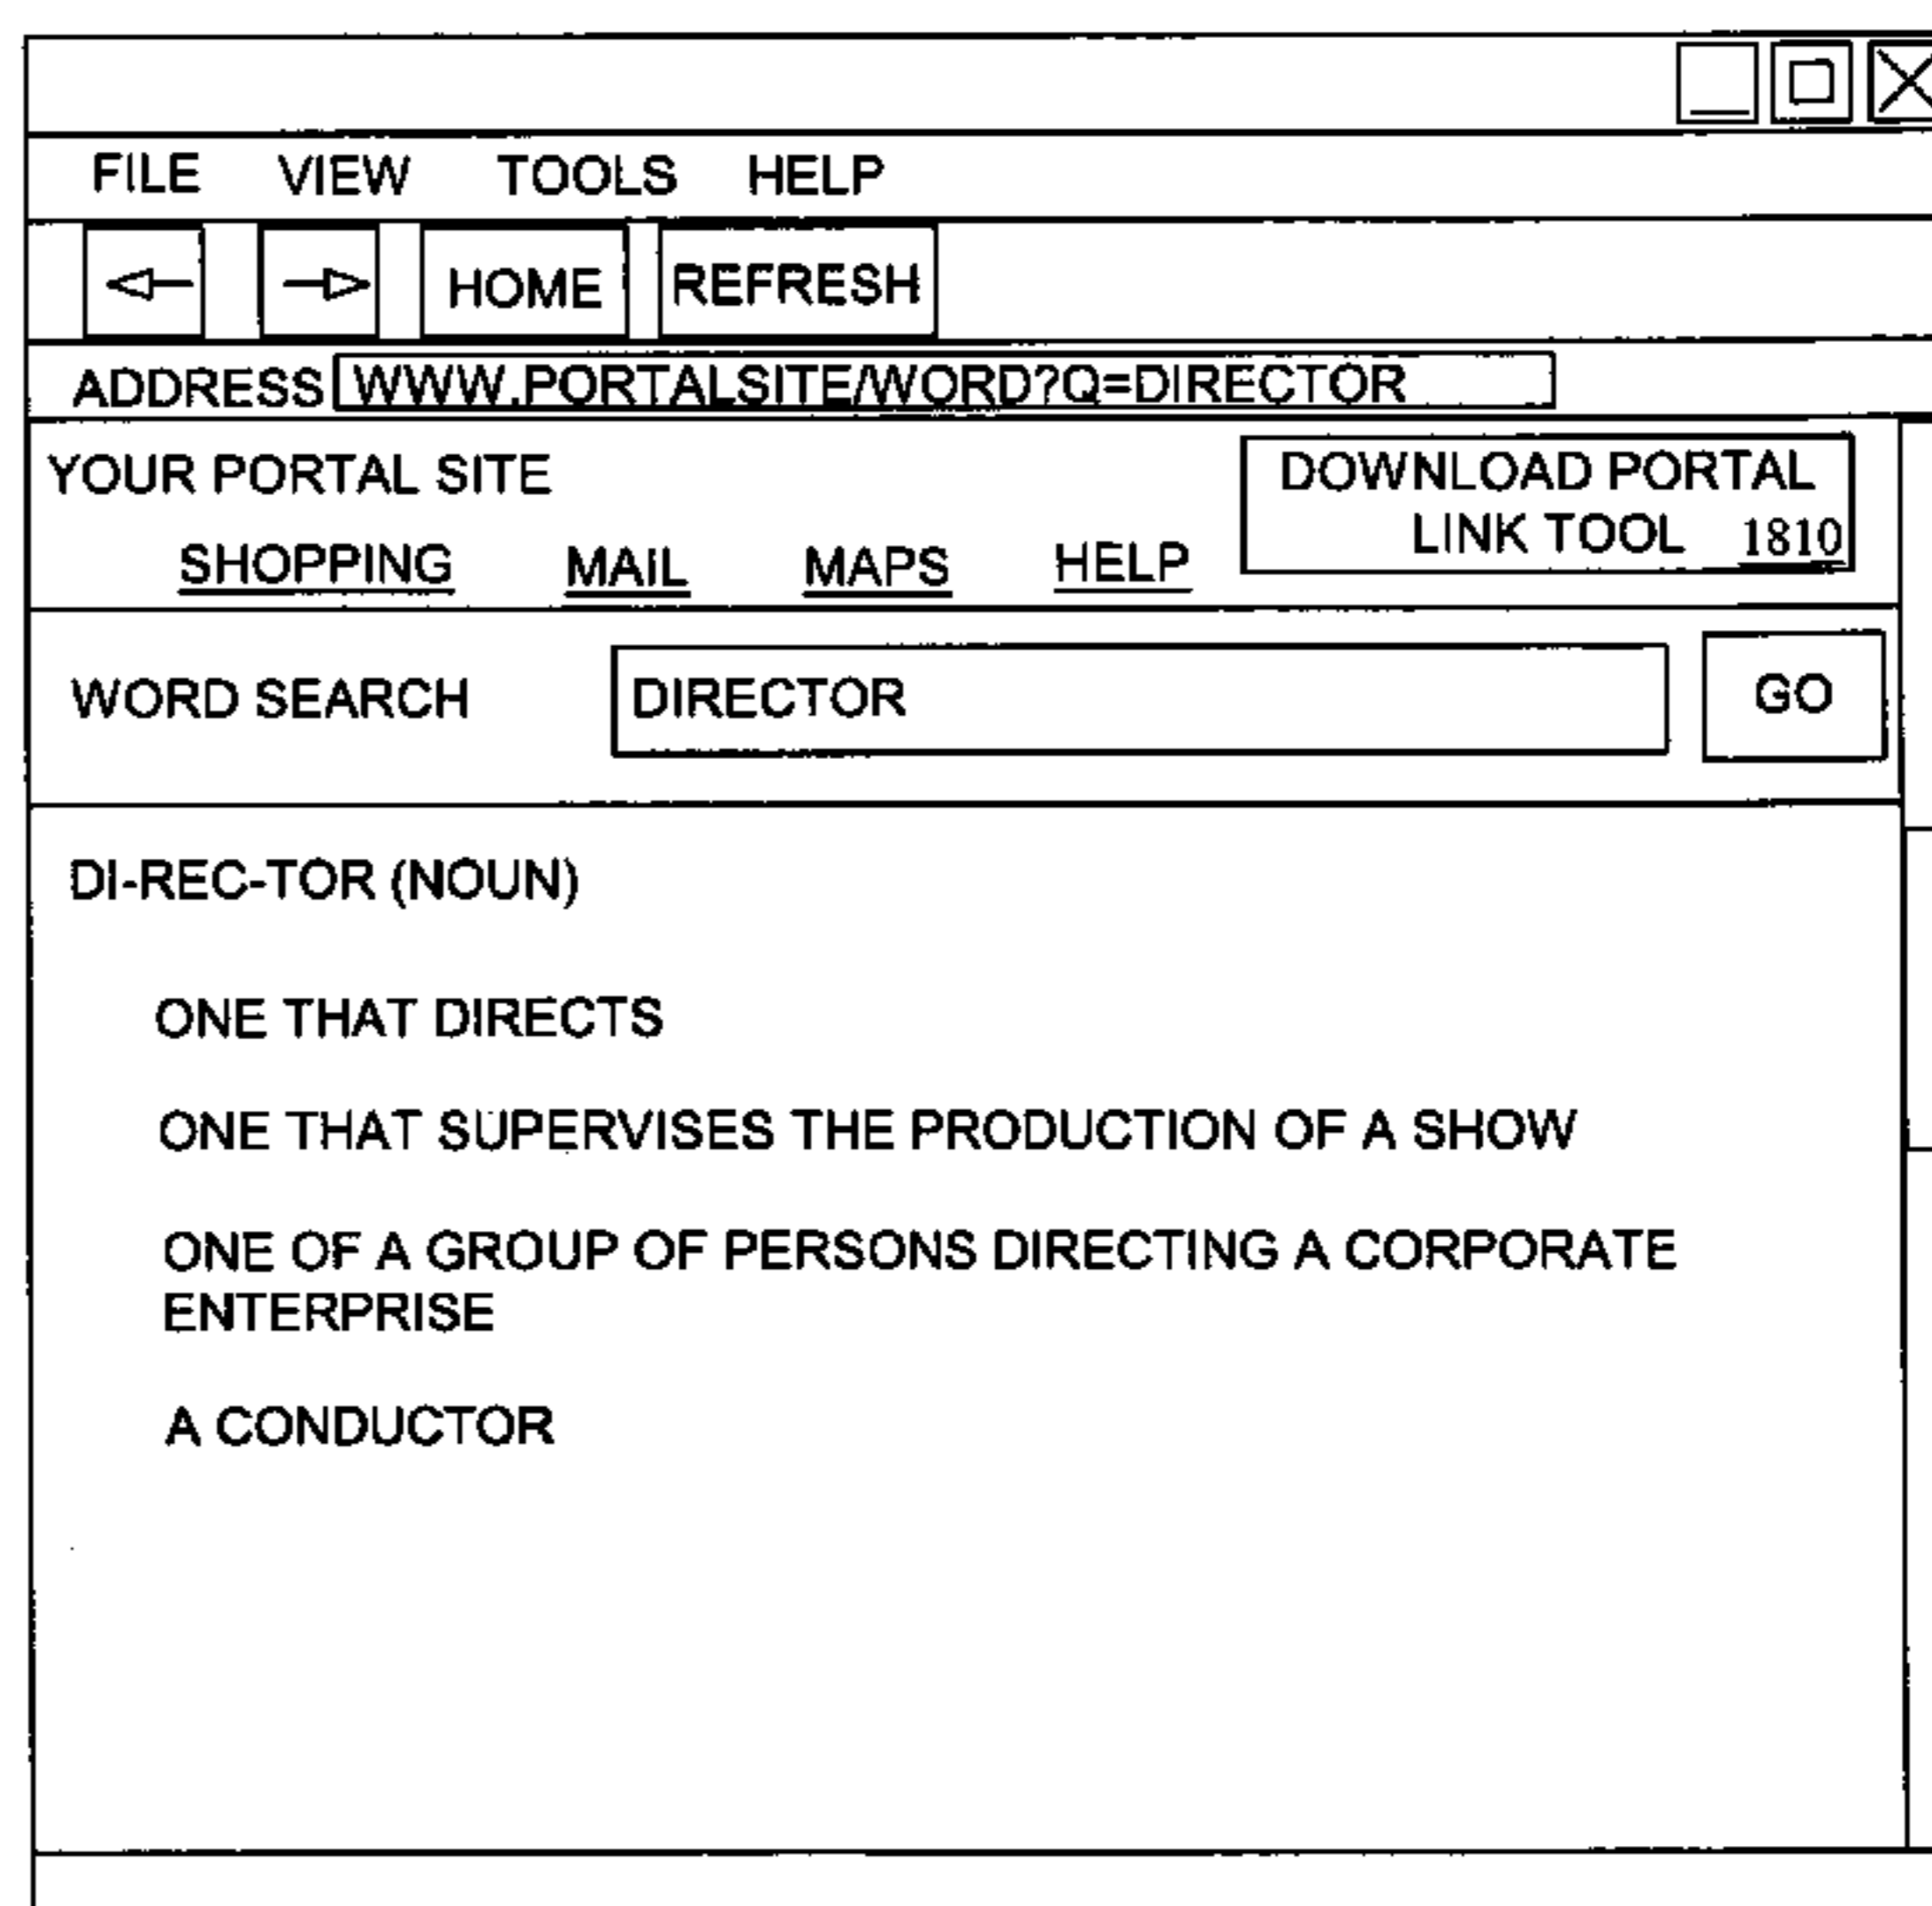 FILE VIEW TOOLS HELP
HOME REFRESH
ADDRESS WWW.PORTALSITE/WORD?Q=DIRECTOR
YOUR PORTAL SITE
DOWNLOAD PORTAL
LINK TOOL 1810
SHOPPING MAIL MAPS HELP
WORD SEARCH DIRECTOR GO
DI-REC-TOR (NOUN)
ONE THAT DIRECTS
ONE THAT SUPERVISES THE PRODUCTION OF A SHOW
ONE OF A GROUP OF PERSONS DIRECTING A CORPORATE
ENTERPRISE
A CONDUCTOR